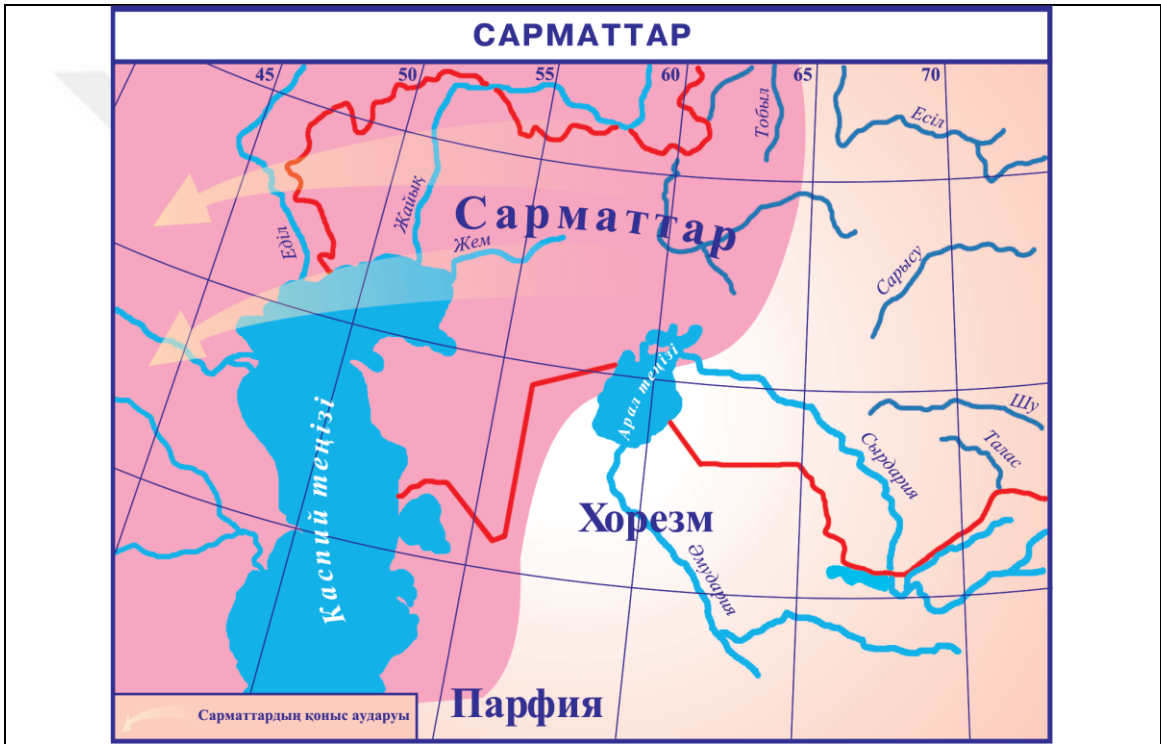 САРМАТТАР
45 50 55 60 65 70
Тобыл
Есіл
Жайық
Сарматтар
Еділ
Жем
Сарысу
Арал теңізі
Шу
Талас
Сырдария
Каспий теңізі
Хорезм
Әмудария
Парфия
Сарматтардың қоныс аударуы